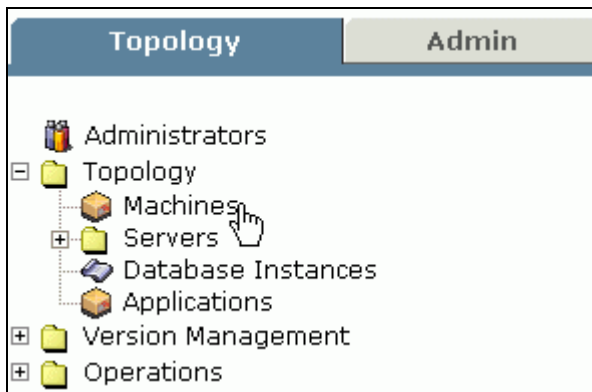 Topology Admin
Administrators
Topology
Machines
Servers
Database Instances
Applications
Version Management
Operations